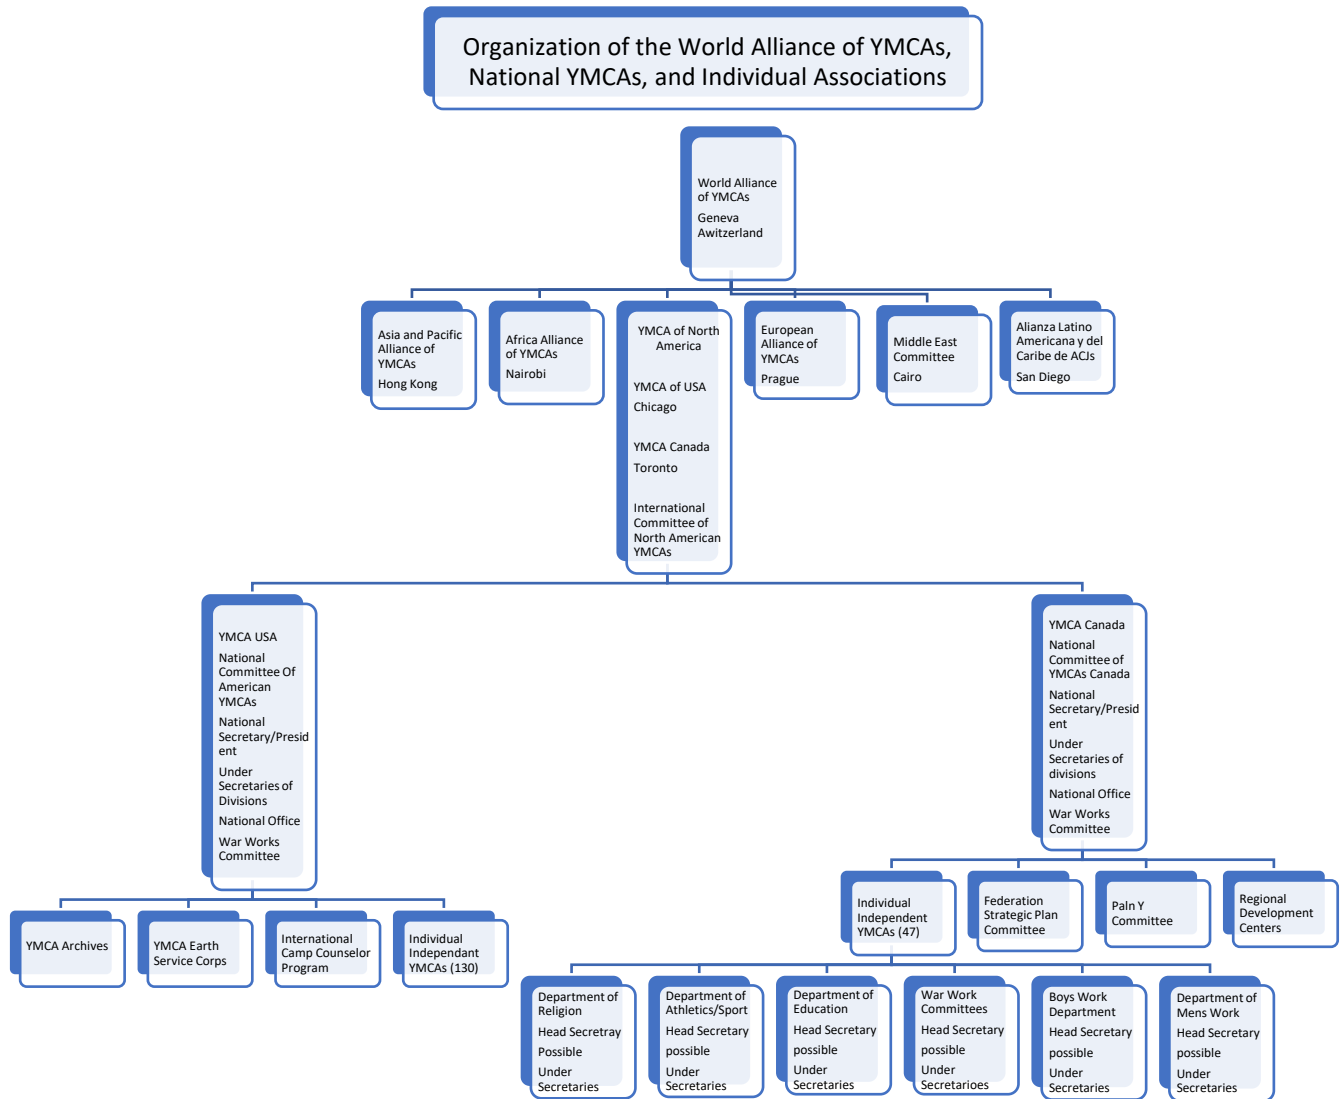 Organization of the World Alliance of YMCAs,
National YMCAs, and Individual Associations
World Alliance
of YMCAs
Geneva
Awitzerland
Asia and Pacific
Alliance of
YMCAs
Hong Kong
Africa Alliance
of YMCAs
Nairobi
YMCA of North
America
YMCA of USA
Chicago
YMCA Canada
Toronto
International
Committee of
North American
YMCAs
European
Alliance of
YMCAs
Prague
Middle East
Committee
Cairo
Alianza Latino
Americana y del
Caribe de ACJs
San Diego
YMCA USA
National
Committee Of
American
YMCAs
National
Secretary/Presid
ent
Under
Secretaries of
Divisions
National Office
War Works
Committee
YMCA Canada
National
Committee of
YMCAs Canada
National
Secretary/Presid
ent
Under
Secretaries of
divisions
National Office
War Works
Committee
YMCA Archives
YMCA Earth
Service Corps
International
Camp Counselor
Program
Individual
Independant
YMCAs (130)
Individual
Independent
YMCAs (47)
Federation
Strategic Plan
Committee
Paln Y
Committee
Regional
Development
Centers
Department of
Religion
Head Secretray
Possible
Under
Secretaries
Department of
Athletics/Sport
Head Secretary
possible
Under
Secretaries
Department of
Education
Head Secretary
possible
Under
Secretaries
War Work
Committees
Head Secretary
possible
Under
Secretarioes
Boys Work
Department
Head Secretary
possible
Under
Secretaries
Department of
Mens Work
Head Secretary
possible
Under
Secretaries